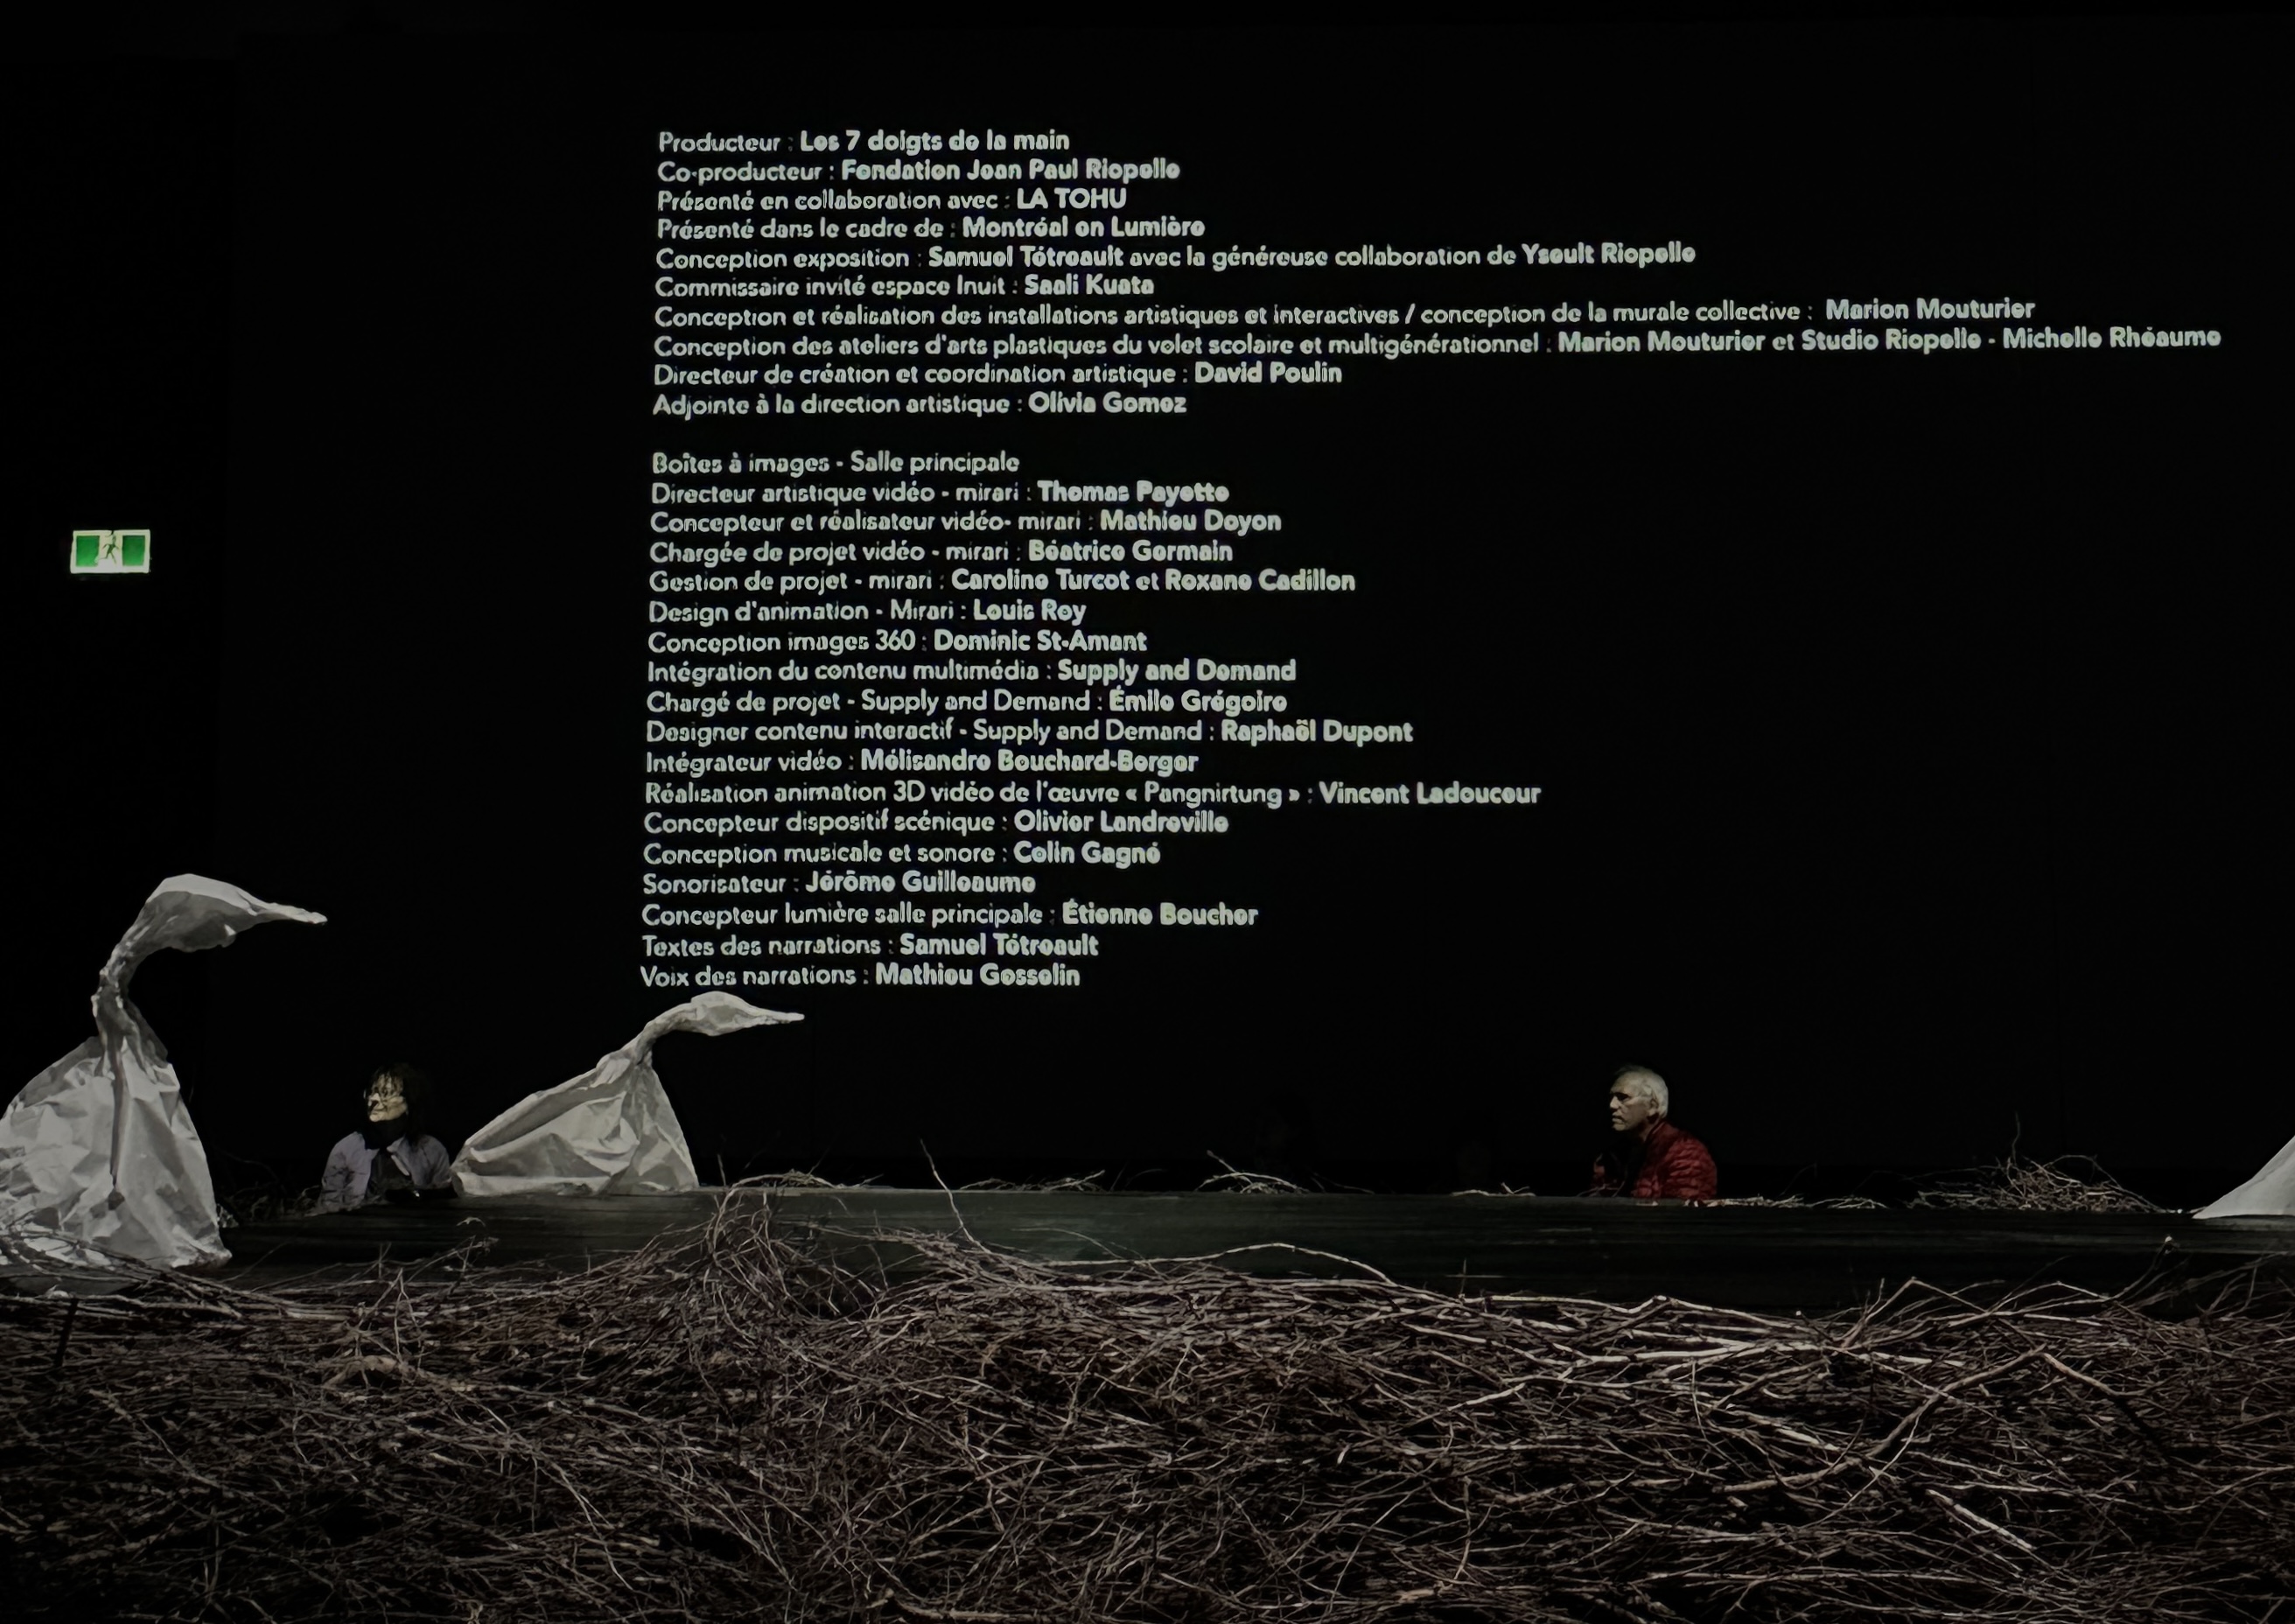 Producteur : Les 7 doigts de la main
Co-producteur : Fondation Jean Paul Riopelle
Présenté en collaboration avec : LA TOHU
Présenté dans le cadre de : Montréal en Lumière
Conception exposition : Samuel Tétreault avec la généreuse collaboration de Yseult Riopelle
Commissaire invité espace Inuit : Saali Kuata
Conception et réalisation des installations artistiques et interactives / conception de la murale collective : Marion Mouturier
Conception des ateliers d'arts plastiques du volet scolaire et multigénérationnel : Marion Mouturier et Studio Riopelle - Michelle Rhéaume
Directeur de création et coordination artistique : David Poulin
Adjointe à la direction artistique : Olivia Gomez
Boîtes à images - Salle principale
Directeur artistique vidéo - mirari : Thomas Payette
Concepteur et réalisateur vidéo- mirari : Mathieu Doyon
Chargée de projet vidéo - mirari : Béatrice Germain
Gestion de projet - mirari : Caroline Turcot et Roxane Cadillon
Design d'animation - Mirari : Louis Roy
Conception images 360 : Dominic St-Amant
Intégration du contenu multimédia : Supply and Demand
Chargé de projet - Supply and Demand : Émile Grégoire
Designer contenu interactif - Supply and Demand : Raphaël Dupont
Intégrateur vidéo : Mélisandre Bouchard-Berger
Réalisation animation 3D vidéo de l'œuvre « Pangnirtung » : Vincent Ladouceur
Concepteur dispositif scénique : Olivier Landreville
Conception musicale et sonore : Colin Gagné
Sonorisateur : Jérôme Guilleaume
Concepteur lumière salle principale : Étienne Boucher
Textes des narrations : Samuel Tétreault
Voix des narrations : Mathieu Gosselin